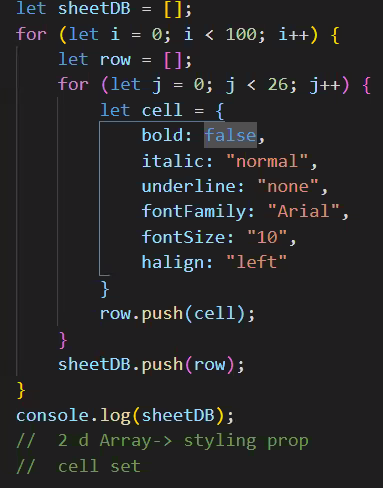 let sheetDB = [];
for (let i = 0; i < 100; i++) {
    let row = [];
    for (let j = 0; j < 26; j++) {
        let cell = {
            bold: false,
            italic: "normal",
            underline: "none",
            fontFamily: "Arial",
            fontSize: "10",
            halign: "left"
        }
        row.push(cell);
    }
    sheetDB.push(row);
}
console.log(sheetDB);
//  2 d Array-> styling prop
//  cell set